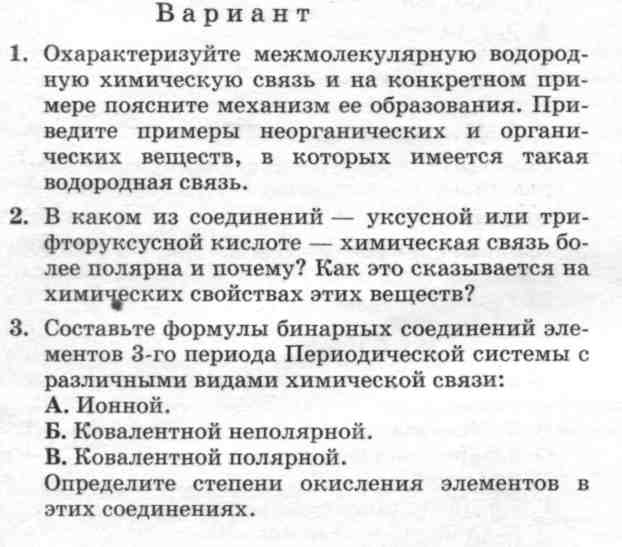 Вариант
1. Охарактеризуйте межмолекулярную водород-
ную химическую связь и на конкретном при-
мере поясните механизм ее образования. При-
ведите примеры неорганических и органи-
ческих веществ, в которых имеется такая
водородная связь.
2. В каком из соединений — уксусной или три-
фторуксусной кислоте — химическая связь бо-
лее полярна и почему? Как это сказывается на
химических свойствах этих веществ?
3. Составьте формулы бинарных соединений эле-
ментов 3-го периода Периодической системы с
различными видами химической связи:
А. Ионной.
Б. Ковалентной неполярной.
В. Ковалентной полярной.
Определите степени окисления элементов в
этих соединениях.